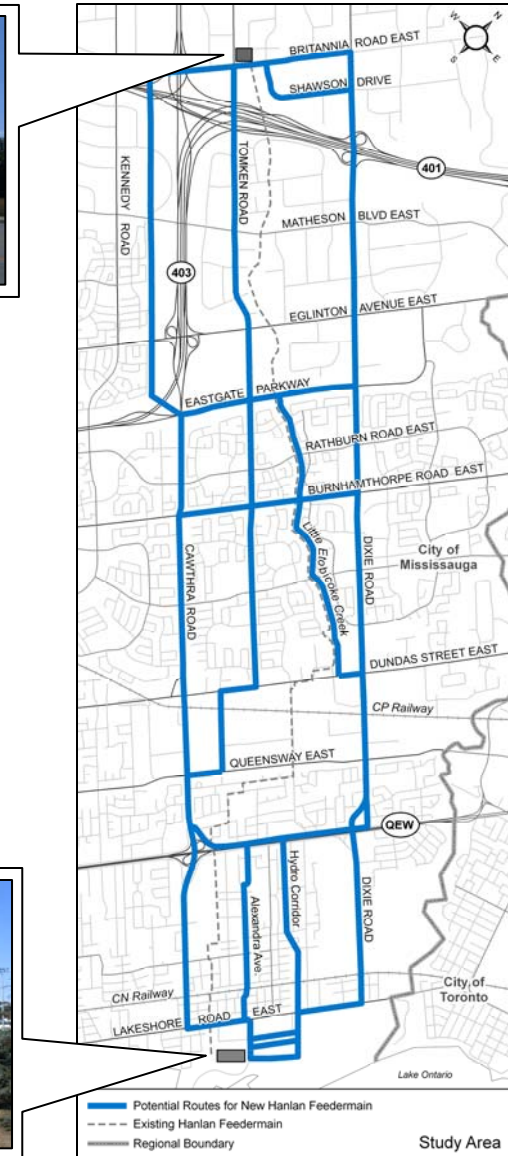 W N
S E
BRITANNIA ROAD EAST
SHAWSON DRIVE
401
KENNEDY ROAD
TOMKEN ROAD
MATHESON BLVD EAST
403
EGLINTON AVENUE EAST
EASTGATE PARKWAY
RATHBURN ROAD EAST
BURNHAMTHORPE ROAD EAST
Little Etobicoke Creek
DIXIE ROAD
City of
Mississauga
CAWTHRA ROAD
DUNDAS STREET EAST
CP Railway
QUEENSWAY EAST
QEW
Hydro Corridor
Alexandra Ave.
DIXIE ROAD
CN Railway
City of
Toronto
LAKESHORE ROAD EAST
Lake Ontario
Potential Routes for New Hanlan Feedermain
Existing Hanlan Feedermain
Regional Boundary
Study Area